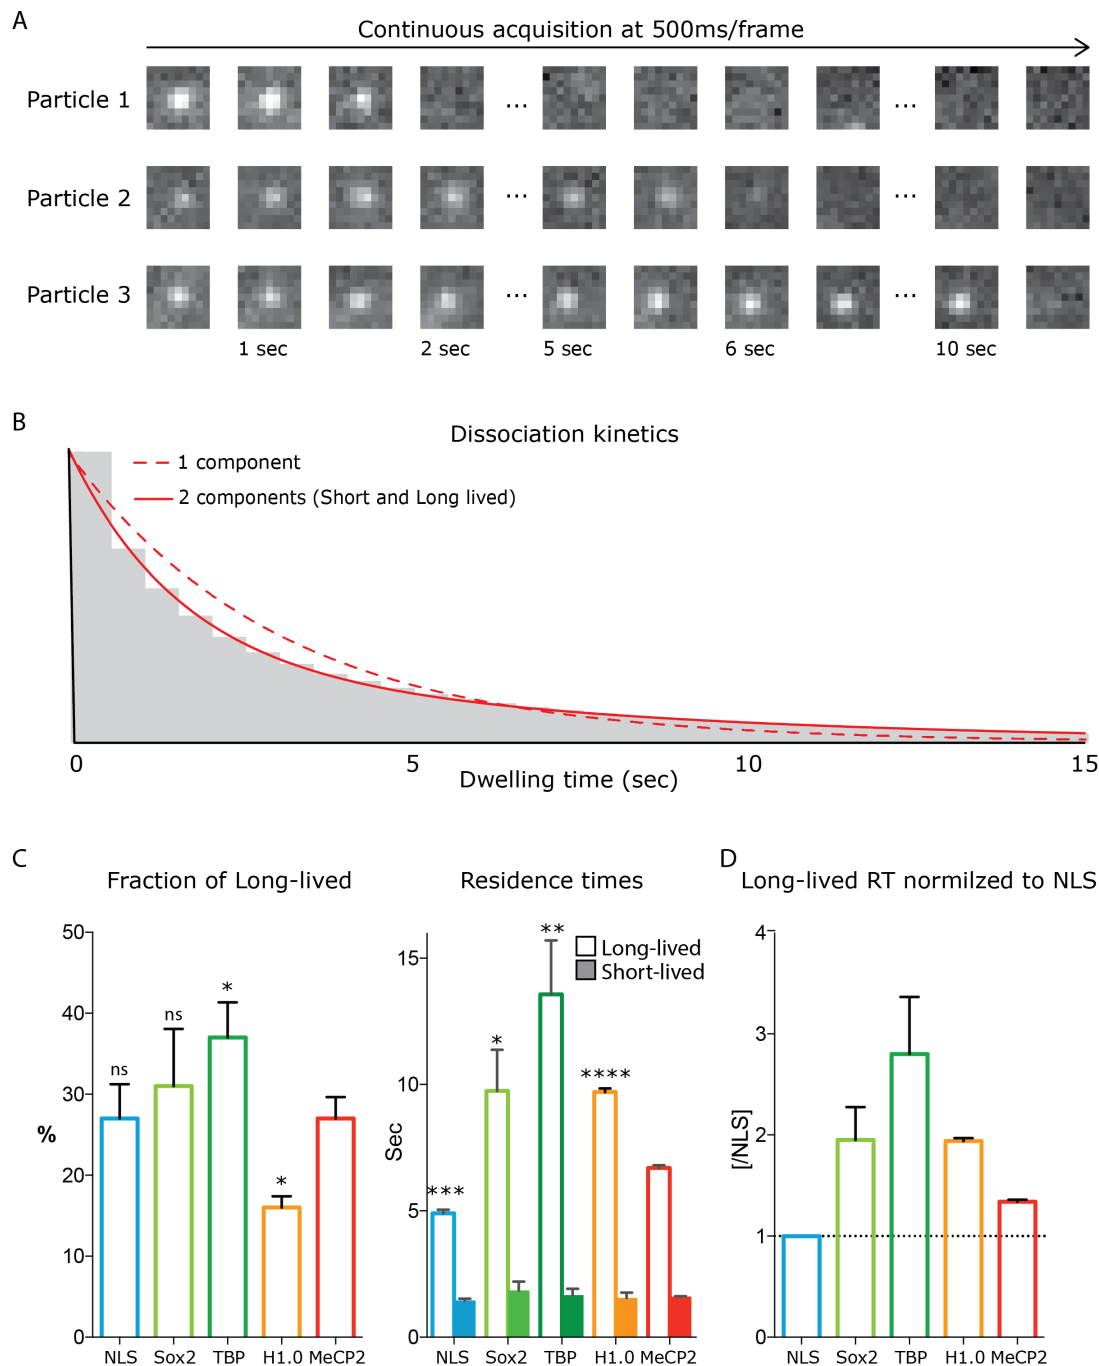 A
Continuous acquisition at 500ms/frame
Particle 1
... ...
Particle 2
... ...
Particle 3
... ...
1 sec 2 sec 5 sec 6 sec 10 sec
B
Dissociation kinetics
1 component
2 components (Short and Long lived)
0 5 10 15
Dwelling time (sec)
C
Fraction of Long-lived
50
40
30
20
10
0
%
ns
ns
*
*
NLS Sox2 TBP H1.0 MeCP2
Residence times
15
10
5
0
Sec
***
*
**
****
Long-lived
Short-lived
NLS Sox2 TBP H1.0 MeCP2
D
Long-lived RT normilzed to NLS
4
3
2
1
0
[/NLS]
NLS Sox2 TBP H1.0 MeCP2